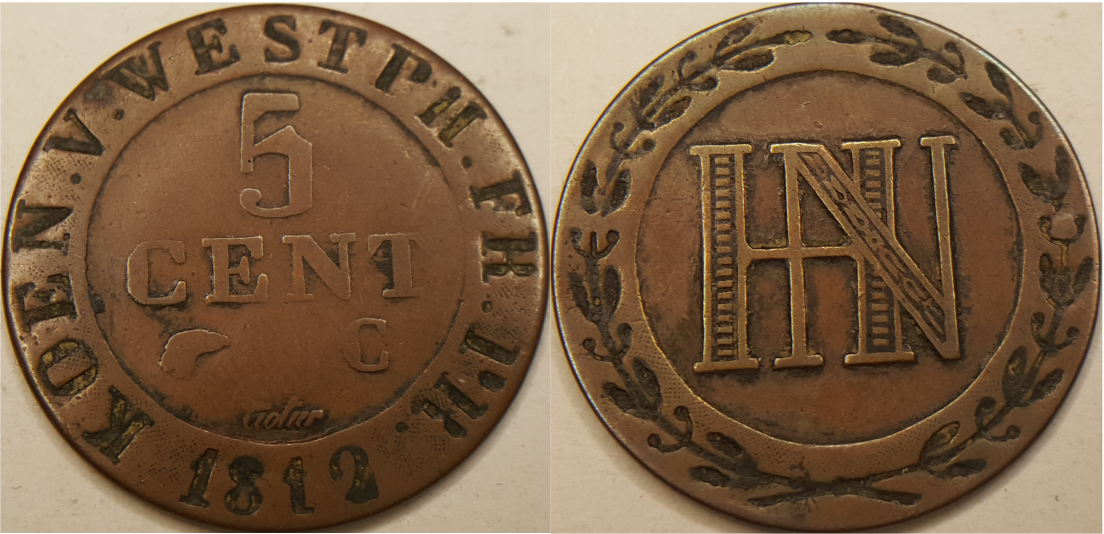 KOEN.V.WESTPH.FR.PR.
5
CENT
C
1812
HN